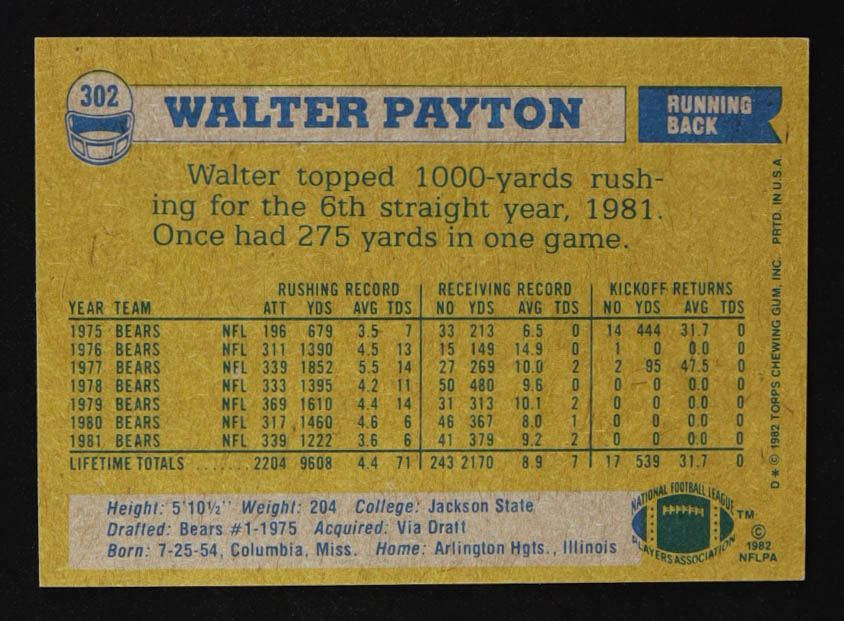 302 WALTER PAYTON RUNNING BACK
Walter topped 1000-yards rush-
ing for the 6th straight year, 1981.
Once had 275 yards in one game.
RUSHING RECORD RECEIVING RECORD KICKOFF RETURNS
YEAR TEAM ATT YDS AVG TDS NO YDS AVG TDS NO YDS AVG TDS
1975 BEARS NFL 196 679 3.5 7 33 213 6.5 0 14 444 31.7 0
1976 BEARS NFL 311 1390 4.5 13 15 149 14.9 0 1 0 0.0 0
1977 BEARS NFL 339 1852 5.5 14 27 269 10.0 2 2 95 47.5 0
1978 BEARS NFL 333 1395 4.2 11 50 480 9.6 0 0 0 0.0 0
1979 BEARS NFL 369 1610 4.4 14 31 313 10.1 2 0 0 0.0 0
1980 BEARS NFL 317 1460 4.6 6 46 367 8.0 1 0 0 0.0 0
1981 BEARS NFL 339 1222 3.6 6 41 379 9.2 2 0 0 0.0 0
LIFETIME TOTALS ....... 2204 9608 4.4 71 243 2170 8.9 7 17 539 31.7 0
Height: 5'10½" Weight: 204 College: Jackson State
Drafted: Bears #1-1975 Acquired: Via Draft
Born: 7-25-54, Columbia, Miss. Home: Arlington Hgts., Illinois
NATIONAL FOOTBALL LEAGUE
PLAYERS ASSOCIATION
TM
©
1982
NFLPA
D * © 1982 TOPPS CHEWING GUM, INC. PRTD. IN U.S.A.